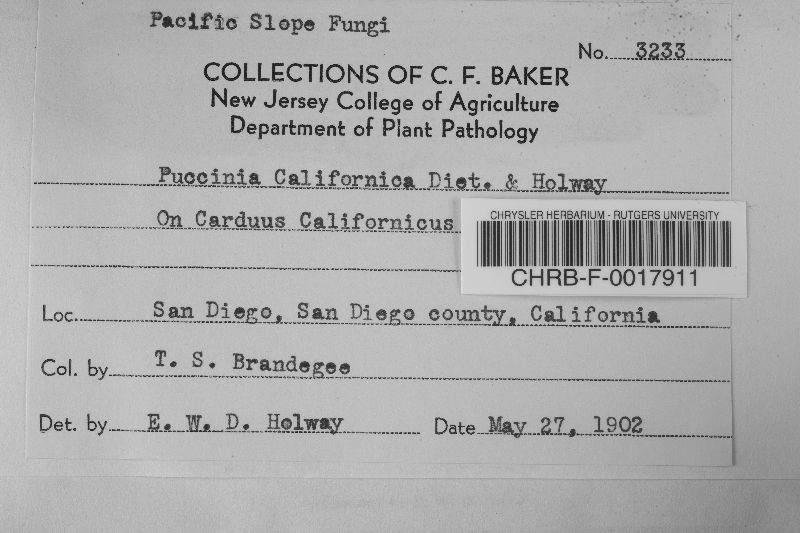 Pacific Slope Fungi
No. 3233
COLLECTIONS OF C. F. BAKER
New Jersey College of Agriculture
Department of Plant Pathology
Puccinia Californica Diet. & Holway
On Carduus Californicus
CHRYSLER HERBARIUM - RUTGERS UNIVERSITY
CHRB-F-0017911
Loc. San Diego, San Diego county, California
Col. by T. S. Brandegee
Det. by E. W. D. Holway Date May 27, 1902